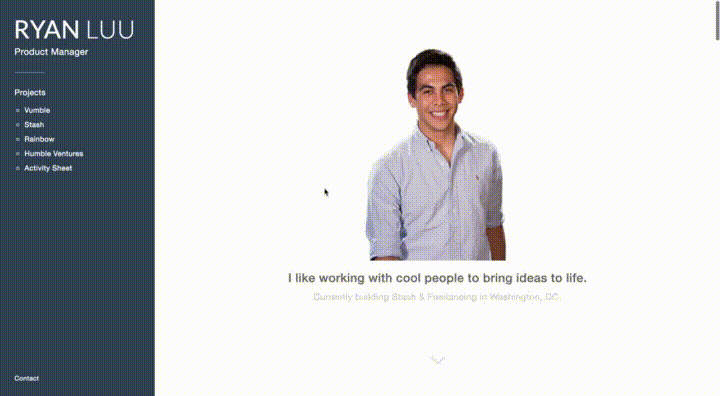 RYAN LUU
Product Manager
Projects
Vumble
Stash
Rainbow
Humble Ventures
Activity Sheet
I like working with cool people to bring ideas to life.
Currently building Stash & Freelancing in Washington, DC.
Contact